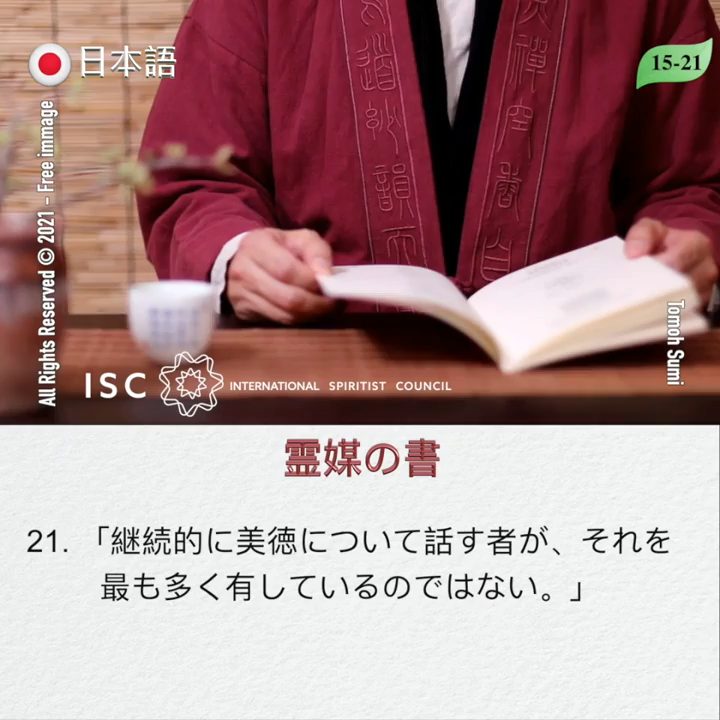 日本語
15-21
All Rights Reserved © 2021 – Free immage
Tomoh Sumi
ISC INTERNATIONAL SPIRITIST COUNCIL
霊媒の書
21. 「継続的に美徳について話す者が、それを
最も多く有しているのではない。」